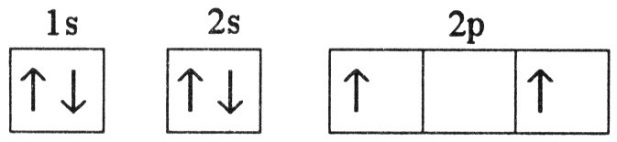 1s 2s 2p
↑↓ ↑↓ ↑ ↑